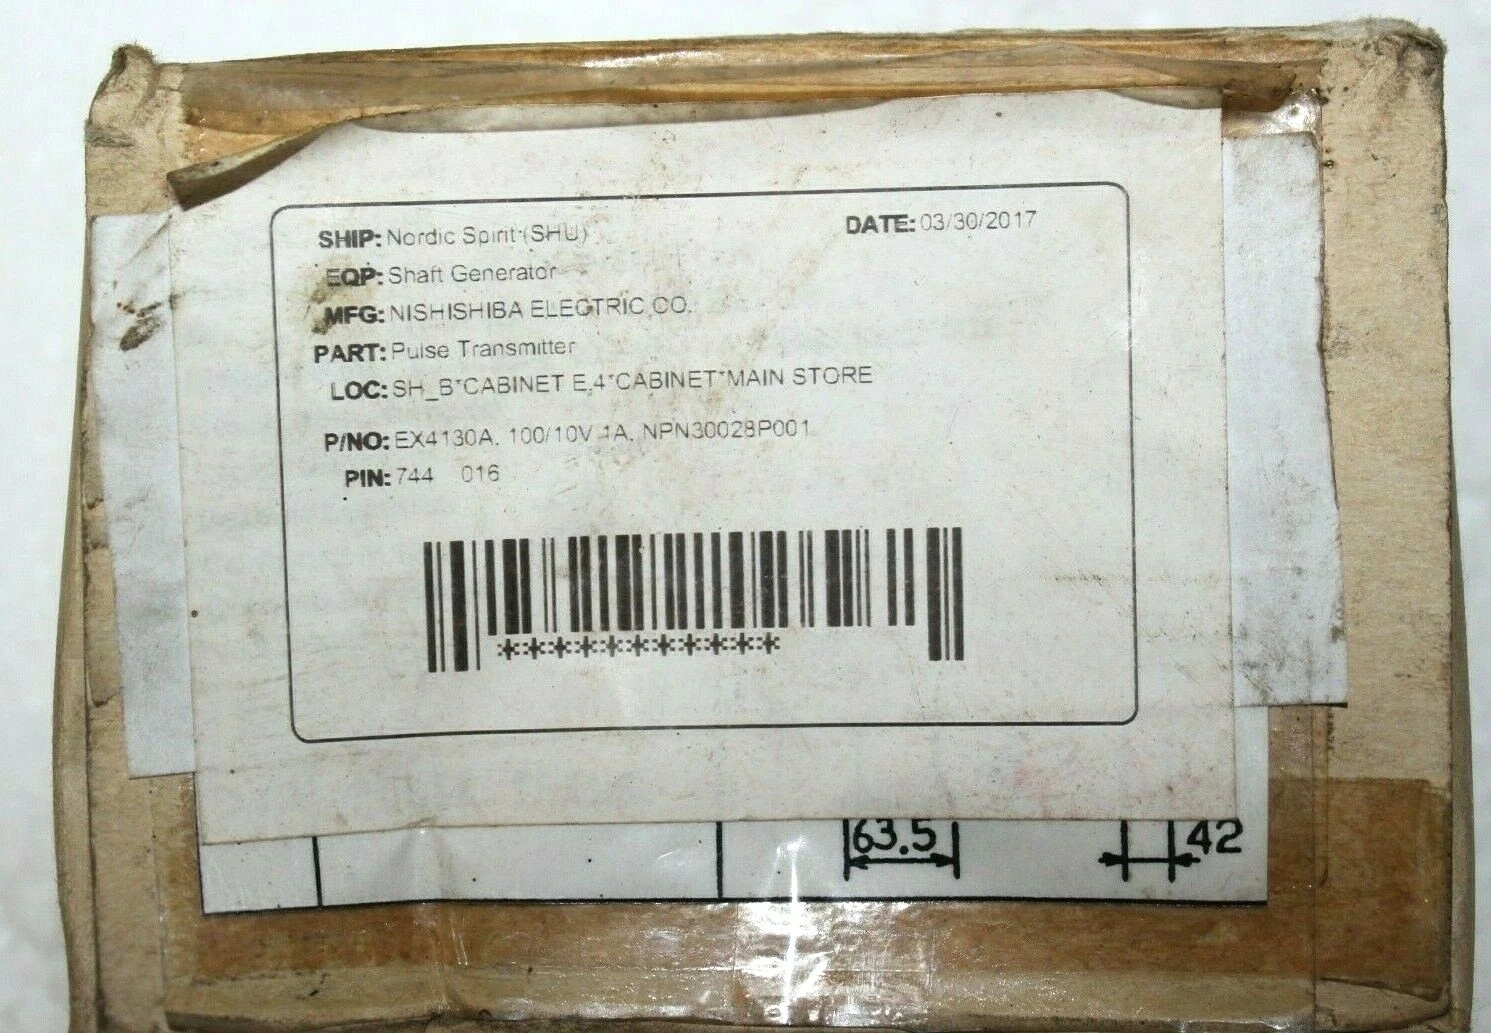 SHIP: Nordic Spirit (SHU) DATE: 03/30/2017
EQP: Shaft Generator
MFG: NISHISHIBA ELECTRIC CO.
PART: Pulse Transmitter
LOC: SH_B*CABINET E,4*CABINET*MAIN STORE
P/NO: EX4130A, 100/10V 1A, NPN30028P001
PIN: 744 016
***********
63.5 42